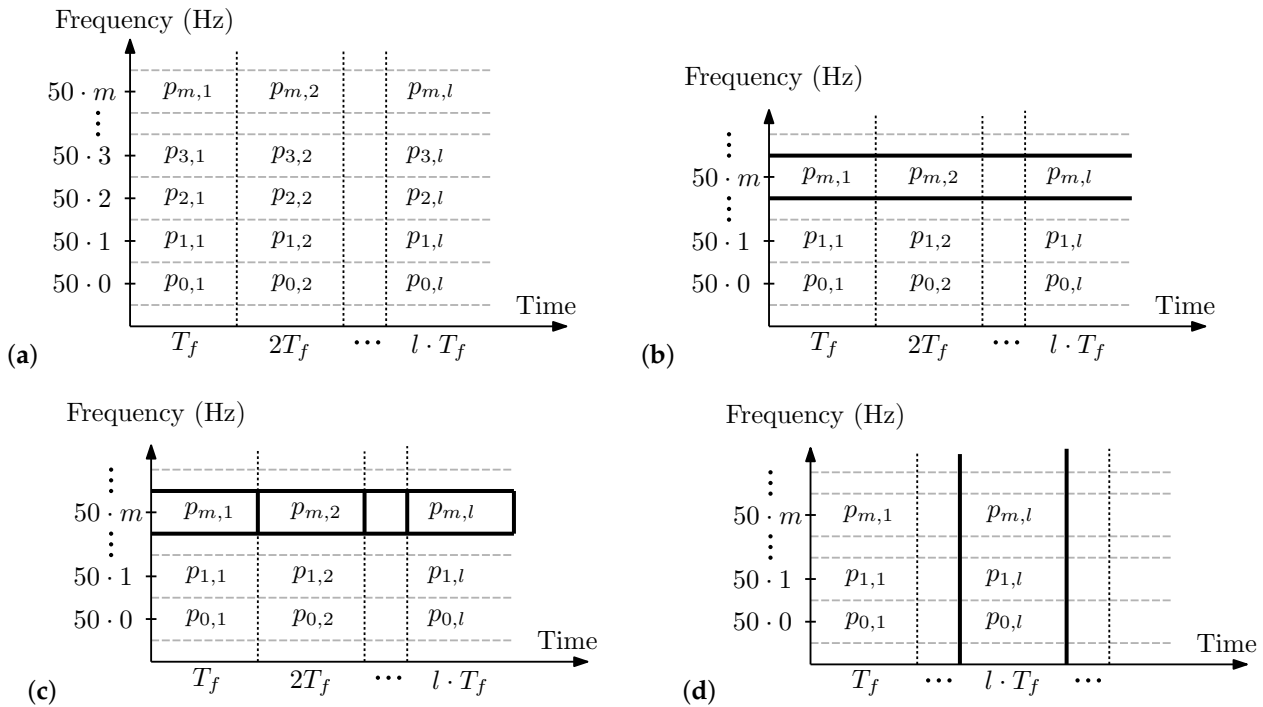 Frequency (Hz)
50 · m p_{m,1} p_{m,2} p_{m,l}
⋮
50 · 3 p_{3,1} p_{3,2} p_{3,l}
50 · 2 p_{2,1} p_{2,2} p_{2,l}
50 · 1 p_{1,1} p_{1,2} p_{1,l}
50 · 0 p_{0,1} p_{0,2} p_{0,l}
Time
T_f 2T_f ⋯ l · T_f
(a)
Frequency (Hz)
⋮
50 · m p_{m,1} p_{m,2} p_{m,l}
⋮
50 · 1 p_{1,1} p_{1,2} p_{1,l}
50 · 0 p_{0,1} p_{0,2} p_{0,l}
Time
T_f 2T_f ⋯ l · T_f
(b)
Frequency (Hz)
⋮
50 · m p_{m,1} p_{m,2} p_{m,l}
⋮
50 · 1 p_{1,1} p_{1,2} p_{1,l}
50 · 0 p_{0,1} p_{0,2} p_{0,l}
Time
T_f 2T_f ⋯ l · T_f
(c)
Frequency (Hz)
⋮
50 · m p_{m,1} p_{m,l}
⋮
50 · 1 p_{1,1} p_{1,l}
50 · 0 p_{0,1} p_{0,l}
Time
T_f ⋯ l · T_f ⋯
(d)